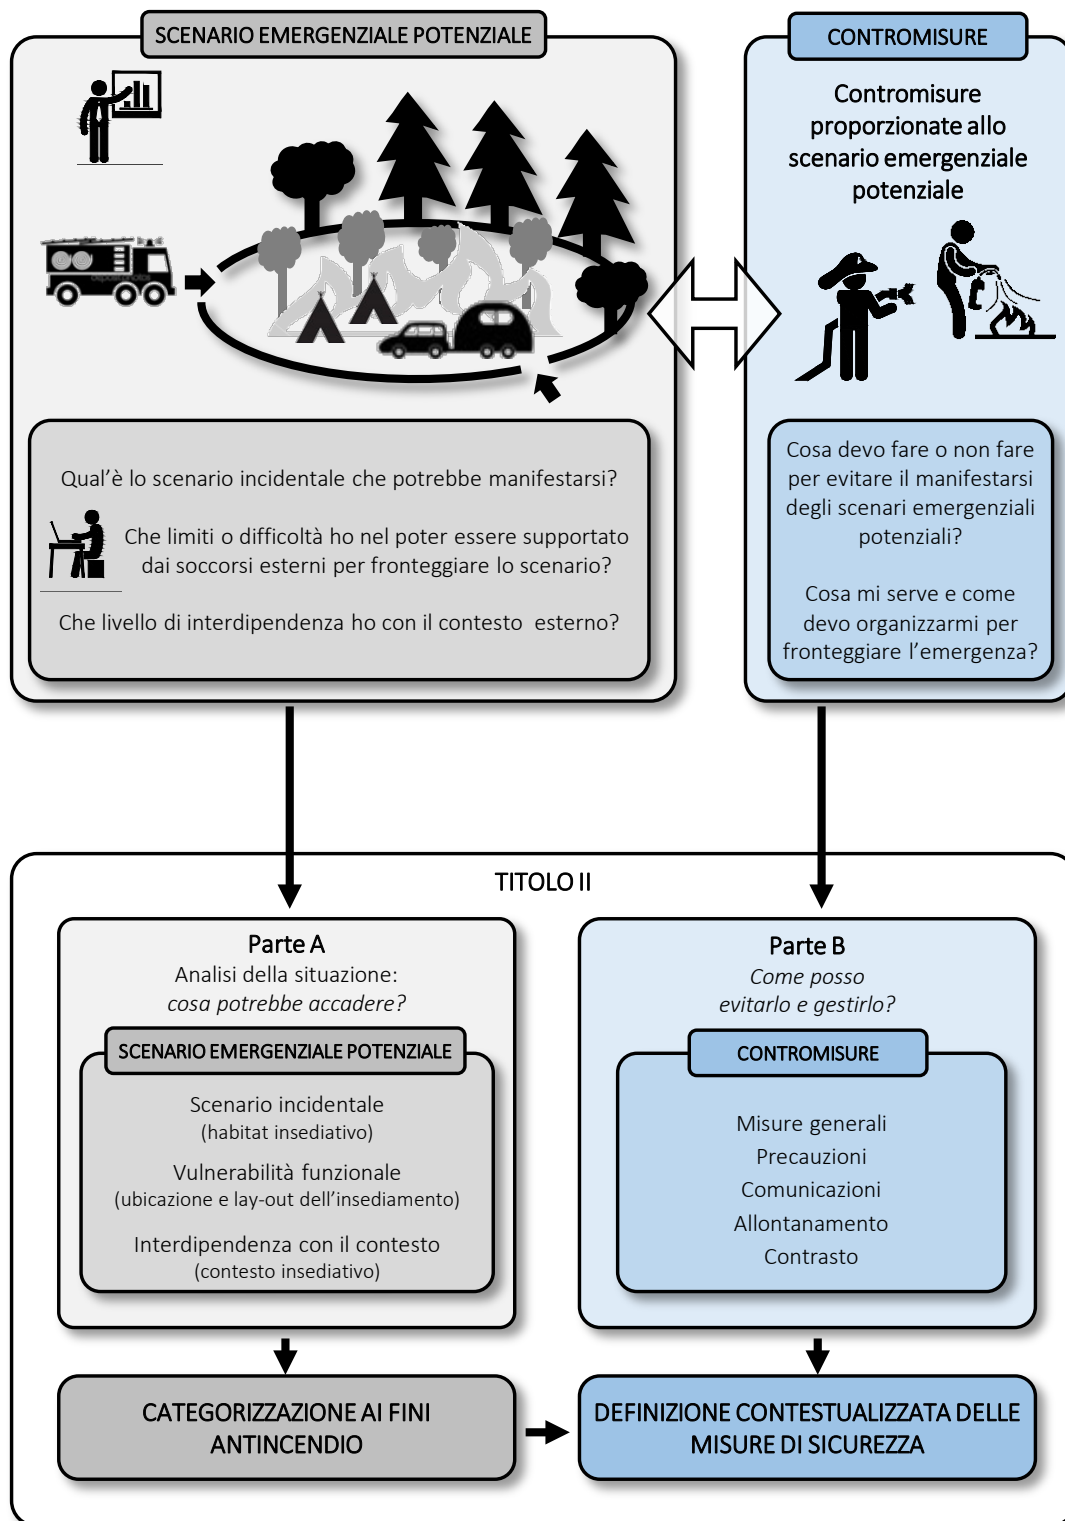 SCENARIO EMERGENZIALE POTENZIALE
Qual'è lo scenario incidentale che potrebbe manifestarsi?
Che limiti o difficoltà ho nel poter essere supportato
dai soccorsi esterni per fronteggiare lo scenario?
Che livello di interdipendenza ho con il contesto esterno?
CONTROMISURE
Contromisure
proporzionate allo
scenario emergenziale
potenziale
Cosa devo fare o non fare
per evitare il manifestarsi
degli scenari emergenziali
potenziali?
Cosa mi serve e come
devo organizzarmi per
fronteggiare l'emergenza?
TITOLO II
Parte A
Analisi della situazione:
cosa potrebbe accadere?
SCENARIO EMERGENZIALE POTENZIALE
Scenario incidentale
(habitat insediativo)
Vulnerabilità funzionale
(ubicazione e lay-out dell'insediamento)
Interdipendenza con il contesto
(contesto insediativo)
Parte B
Come posso
evitarlo e gestirlo?
CONTROMISURE
Misure generali
Precauzioni
Comunicazioni
Allontanamento
Contrasto
CATEGORIZZAZIONE AI FINI
ANTINCENDIO
DEFINIZIONE CONTESTUALIZZATA DELLE
MISURE DI SICUREZZA